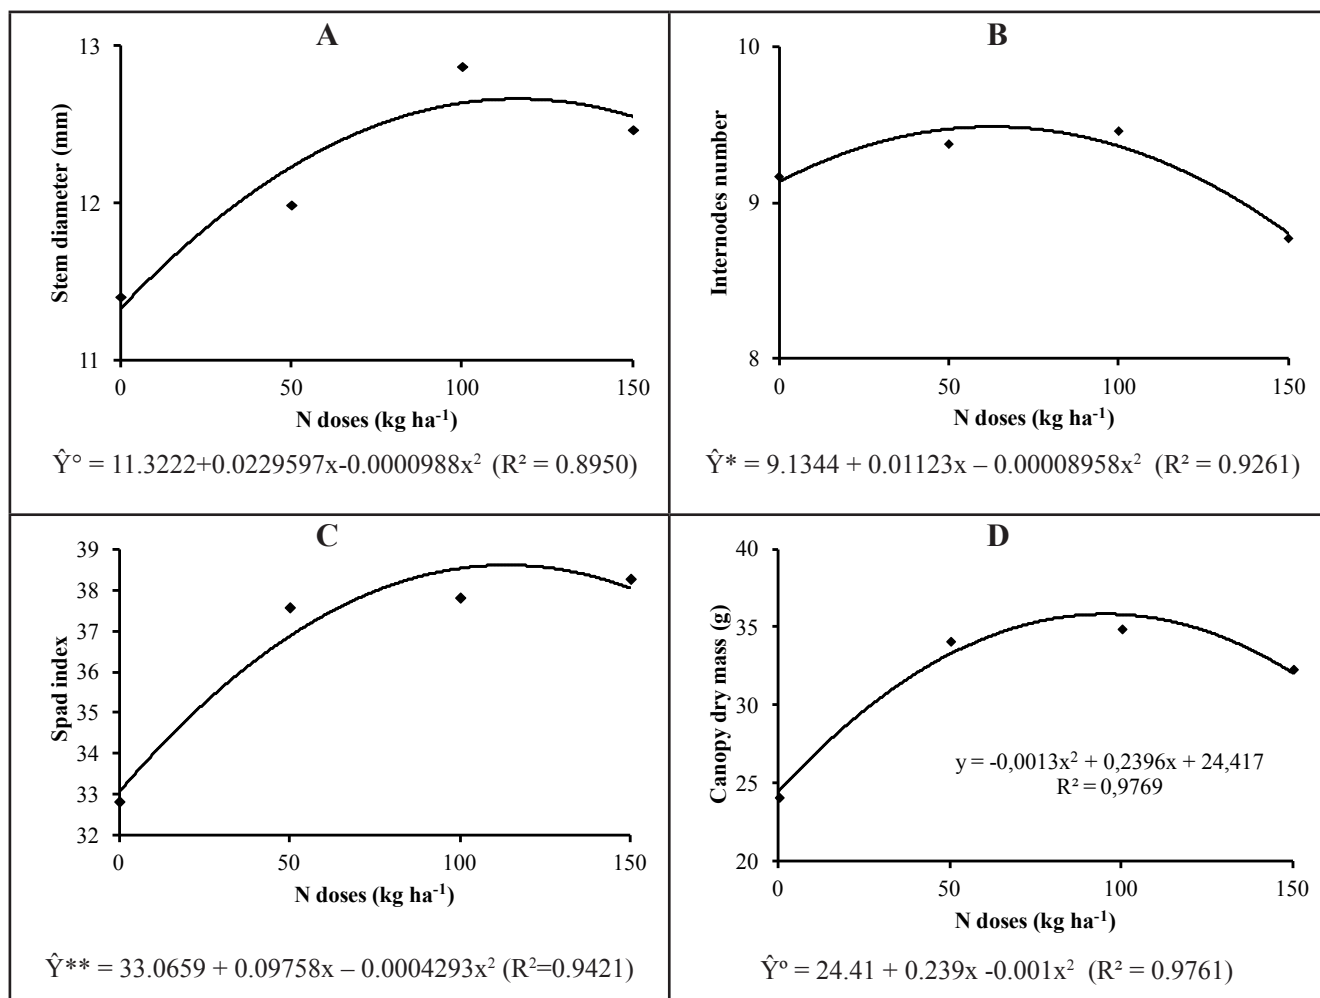 A
13
12
11
Stem diameter (mm)
0 50 100 150
N doses (kg ha⁻¹)
Ŷ° = 11.3222+0.0229597x-0.0000988x² (R² = 0.8950)
B
10
9
8
Internodes number
0 50 100 150
N doses (kg ha⁻¹)
Ŷ* = 9.1344 + 0.01123x – 0.00008958x² (R² = 0.9261)
C
39
38
37
36
35
34
33
32
Spad index
0 50 100 150
N doses (kg ha⁻¹)
Ŷ** = 33.0659 + 0.09758x – 0.0004293x² (R²=0.9421)
D
40
35
30
25
20
Canopy dry mass (g)
y = -0,0013x² + 0,2396x + 24,417
R² = 0,9769
0 50 100 150
N doses (kg ha⁻¹)
Ŷº = 24.41 + 0.239x -0.001x² (R² = 0.9761)